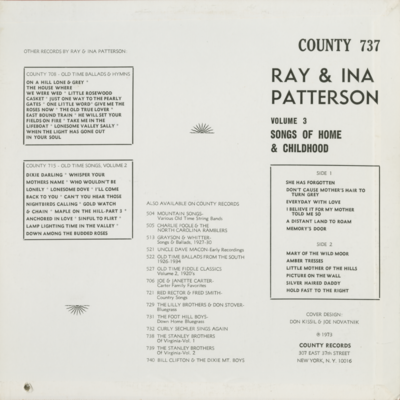 COUNTY 737
OTHER RECORDS BY RAY & INA PATTERSON:
RAY & INA
PATTERSON
VOLUME 3
SONGS OF HOME
& CHILDHOOD
COUNTY 708 - OLD TIME BALLADS & HYMNS
ON A HILL LONE & GREY *
THE HOUSE WHERE
WE WERE WED * LITTLE ROSEWOOD
CASKET * JUST ONE WAY TO THE PEARLY
GATES * ONE LITTLE WORD * GIVE ME THE
ROSES NOW * OLD TRUE LOVER *
EAST BOUND TRAIN * HE WILL SET YOUR
FIELDS ON FIRE * TAKE ME IN THE
LIFEBOAT * LONESOME VALLEY SALLY *
WHEN THE LIGHT HAS GONE OUT
IN YOUR SOUL
COUNTY 715 - OLD TIME SONGS, VOLUME 2
DIXIE DARLING * WHISPER YOUR
MOTHERS NAME * WHO WOULDN'T BE
LONELY * LONESOME DOVE * I'LL COME
BACK TO YOU * CAN'T YOU HEAR THOSE
NIGHTBIRDS CALLING * GOLD WATCH
& CHAIN * MAPLE ON THE HILL-PART 2 *
ANCHORED IN LOVE * SINFUL TO FLIRT *
LAMP LIGHTING TIME IN THE VALLEY *
DOWN AMONG THE BUDDED ROSES
ALSO AVAILABLE ON COUNTY RECORDS:
504 MOUNTAIN SONGS:
Various Old Time String Bands
505 CHARLIE POOLE & THE
NORTH CAROLINA RAMBLERS
513 GRAYSON & WHITTER:
Songs & Ballads, 1927-30
521 UNCLE DAVE MACON: Early Recordings
522 OLD TIME BALLADS FROM THE SOUTH
1926-1934
527 OLD TIME FIDDLE CLASSICS
Volume 2, 1920's
706 JOE & JANETTE CARTER:
Carter Family Favorites
721 RED RECTOR & FRED SMITH:
Country Songs
729 THE LILLY BROTHERS & DON STOVER:
Bluegrass
731 THE FOOT HILL BOYS:
Down Home Bluegrass
732 CURLY SECHLER SINGS AGAIN
738 THE STANLEY BROTHERS
Of Virginia-Vol. 1
739 THE STANLEY BROTHERS
Of Virginia-Vol. 2
740 BILL CLIFTON & THE DIXIE MT. BOYS
SIDE 1
SHE HAS FORGOTTEN
DON'T CAUSE MOTHER'S HAIR TO
TURN GREY
EVERYDAY WITH LOVE
I BELIEVE IT FOR MY MOTHER
TOLD ME SO
A DISTANT LAND TO ROAM
MEMORY'S DOOR
SIDE 2
MARY OF THE WILD MOOR
AMBER TRESSES
LITTLE MOTHER OF THE HILLS
PICTURE ON THE WALL
SILVER HAIRED DADDY
HOLD FAST TO THE RIGHT
COVER DESIGN:
DON KISSIL & JOE HOVATNIK
© 1973
COUNTY RECORDS
307 EAST 37th STREET
NEW YORK, N. Y. 10016